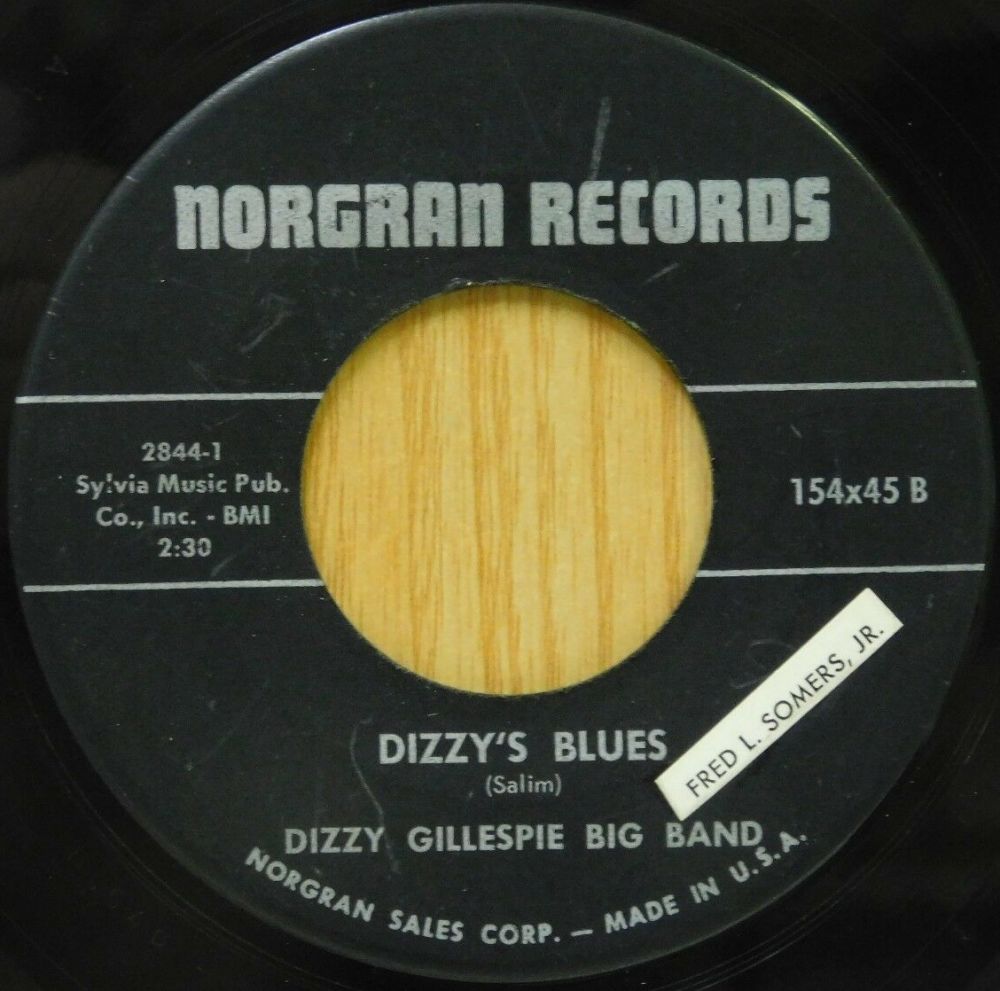 NORGRAN RECORDS
2844-1
Sylvia Music Pub.
Co., Inc. - BMI
2:30
154x45 B
DIZZY'S BLUES
(Salim)
FRED L. SOMERS, JR.
DIZZY GILLESPIE BIG BAND
NORGRAN SALES CORP. — MADE IN U.S.A.